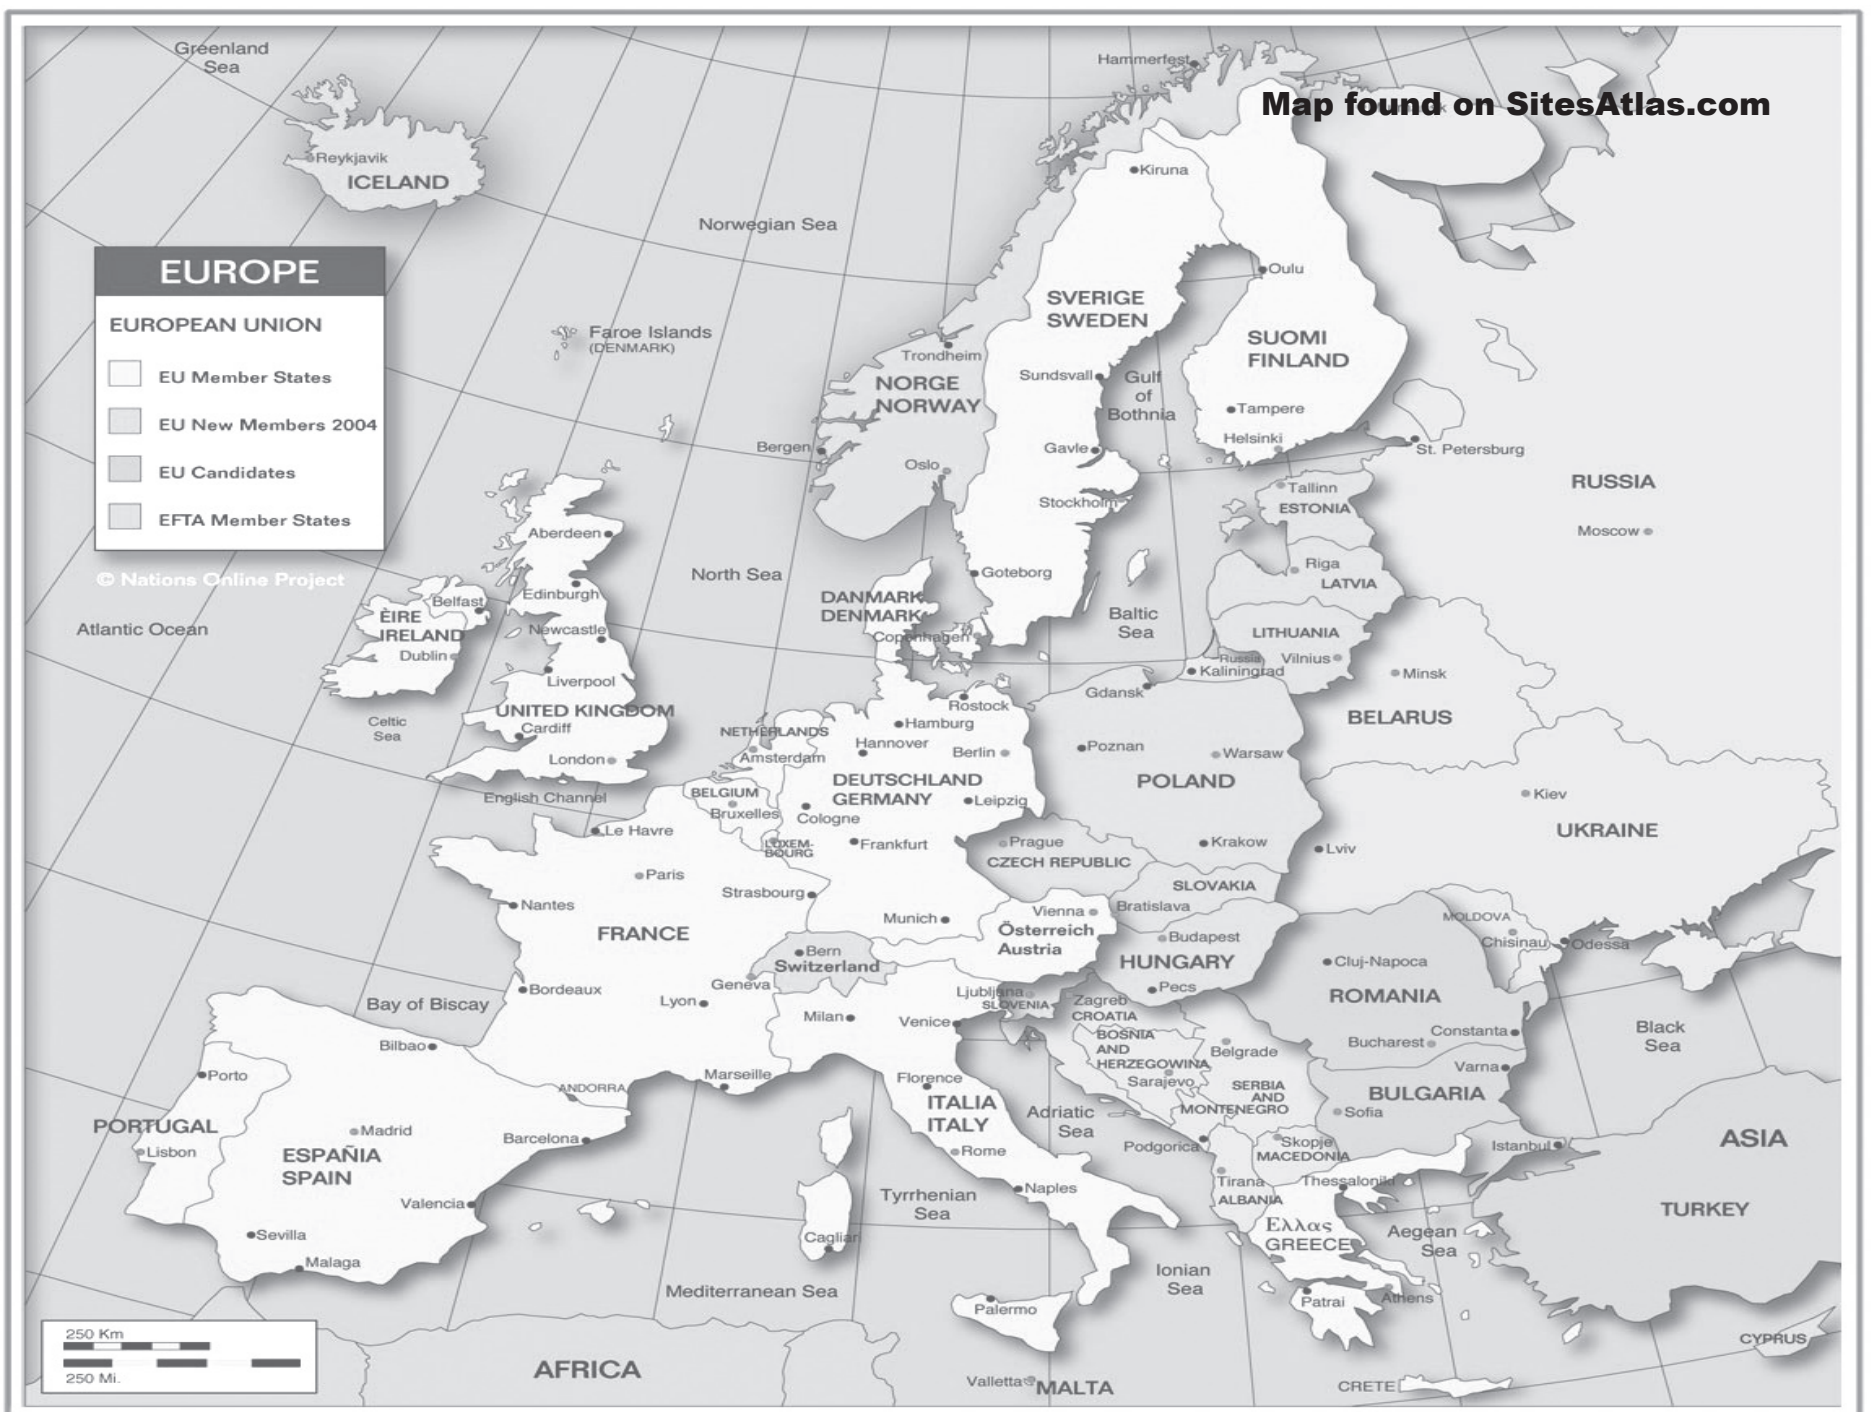 Greenland
Sea
Hammerfest
Map found on SitesAtlas.com
Reykjavik
ICELAND
Kiruna
Norwegian Sea
EUROPE
EUROPEAN UNION
EU Member States
EU New Members 2004
EU Candidates
EFTA Member States
© Nations Online Project
Oulu
SVERIGE
SWEDEN
SUOMI
FINLAND
Faroe Islands
(DENMARK)
Trondheim
NORGE
NORWAY
Sundsvall
Gulf
of
Bothnia
Tampere
Helsinki
Bergen
Oslo
Gavle
St. Petersburg
RUSSIA
Moscow
Stockholm
Tallinn
ESTONIA
Aberdeen
North Sea
Goteborg
Riga
LATVIA
Edinburgh
Belfast
ÈIRE
IRELAND
Dublin
Atlantic Ocean
Newcastle
DANMARK
DENMARK
Copenhagen
Baltic
Sea
LITHUANIA
Vilnius
Russia
Kaliningrad
Minsk
Liverpool
Gdansk
Celtic
Sea
UNITED KINGDOM
Cardiff
London
Rostock
Hamburg
NETHERLANDS
Amsterdam
Hannover
Berlin
BELARUS
Poznan
Warsaw
POLAND
English Channel
BELGIUM
Bruxelles
DEUTSCHLAND
GERMANY
Leipzig
Cologne
Kiev
UKRAINE
Le Havre
LUXEM-
BOURG
Frankfurt
Prague
CZECH REPUBLIC
Krakow
Lviv
Paris
Strasbourg
SLOVAKIA
Nantes
Munich
Vienna
Bratislava
Österreich
Austria
MOLDOVA
Chisinau
Odessa
FRANCE
Bern
Switzerland
Budapest
HUNGARY
Cluj-Napoca
Geneva
Pecs
ROMANIA
Bay of Biscay
Bordeaux
Lyon
Ljubljana
SLOVENIA
Zagreb
CROATIA
Milan
Venice
Constanta
Bucharest
Black
Sea
BOSNIA
AND
HERZEGOWINA
Sarajevo
Belgrade
Bilbao
Varna
Porto
Marseille
Florence
ANDORRA
SERBIA
AND
MONTENEGRO
BULGARIA
Sofia
ITALIA
ITALY
Adriatic
Sea
PORTUGAL
Lisbon
Madrid
Barcelona
ESPAÑIA
SPAIN
Rome
Podgorica
Skopje
MACEDONIA
Istanbul
ASIA
Tirana
ALBANIA
Thessaloniki
Naples
Tyrrhenian
Sea
Valencia
Cagliari
Ελλας
GREECE
Aegean
Sea
TURKEY
Sevilla
Malaga
Mediterranean Sea
Ionian
Sea
Palermo
Patrai
Athens
250 Km
250 Mi.
AFRICA
Valletta
MALTA
CRETE
CYPRUS